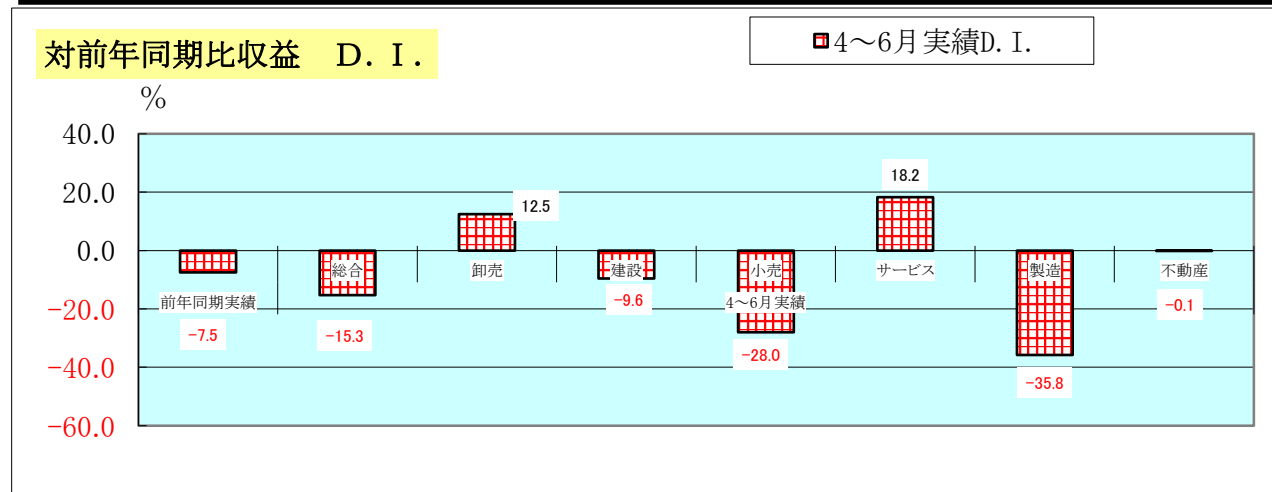 対前年同期比収益　Ｄ．Ｉ．
4～6月実績D.I.
%
40.0
20.0
0.0
-20.0
-40.0
-60.0
12.5
18.2
総合
卸売
建設
小売
サービス
製造
不動産
前年同期実績
-9.6
4～6月実績
-0.1
-7.5
-15.3
-28.0
-35.8